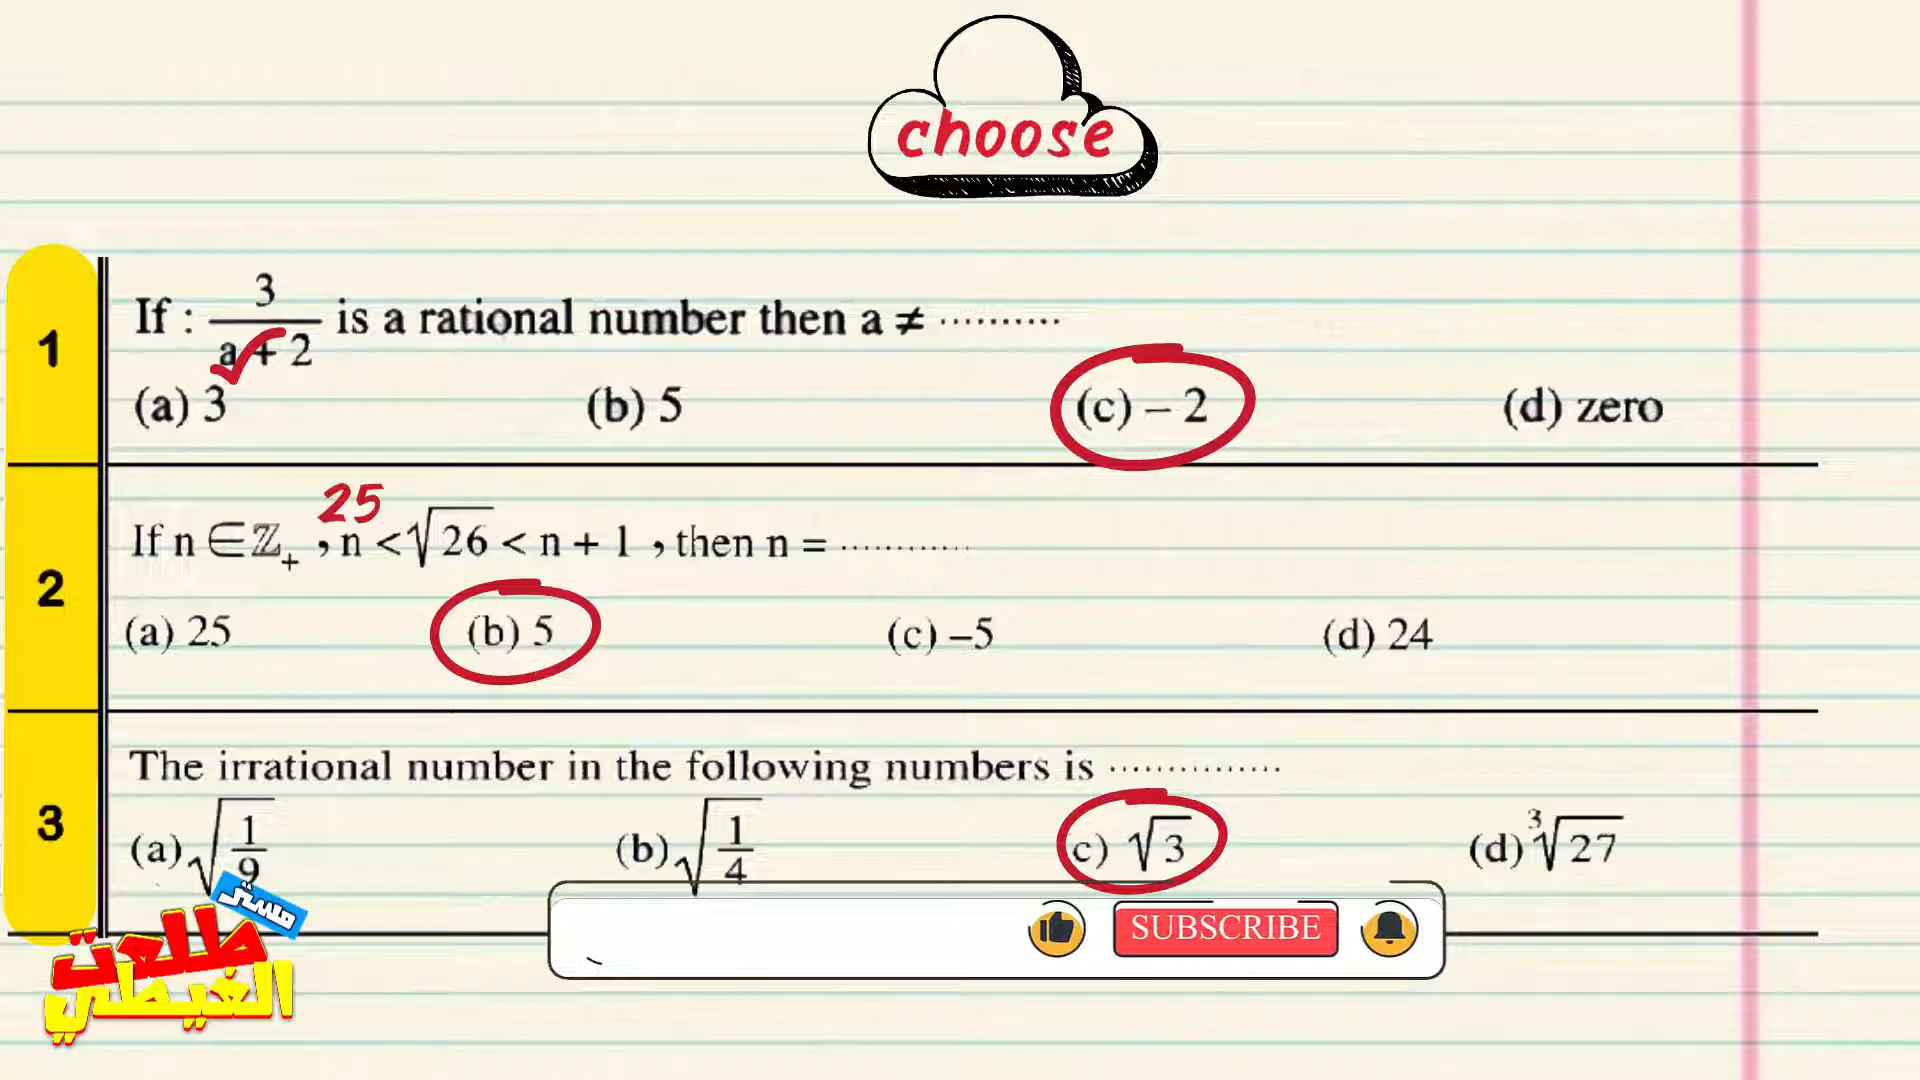 choose
1
If : 3/(a + 2) is a rational number then a ≠ ..........
(a) 3 (b) 5 (c) – 2 (d) zero
2
25
If n ∈ ℤ₊ , n < √26 < n + 1 , then n = ............
(a) 25 (b) 5 (c) –5 (d) 24
3
The irrational number in the following numbers is ...............
(a) √(1/9) (b) √(1/4) c) √3 (d) ³√27
مستر
طلعت
الغيطي
SUBSCRIBE